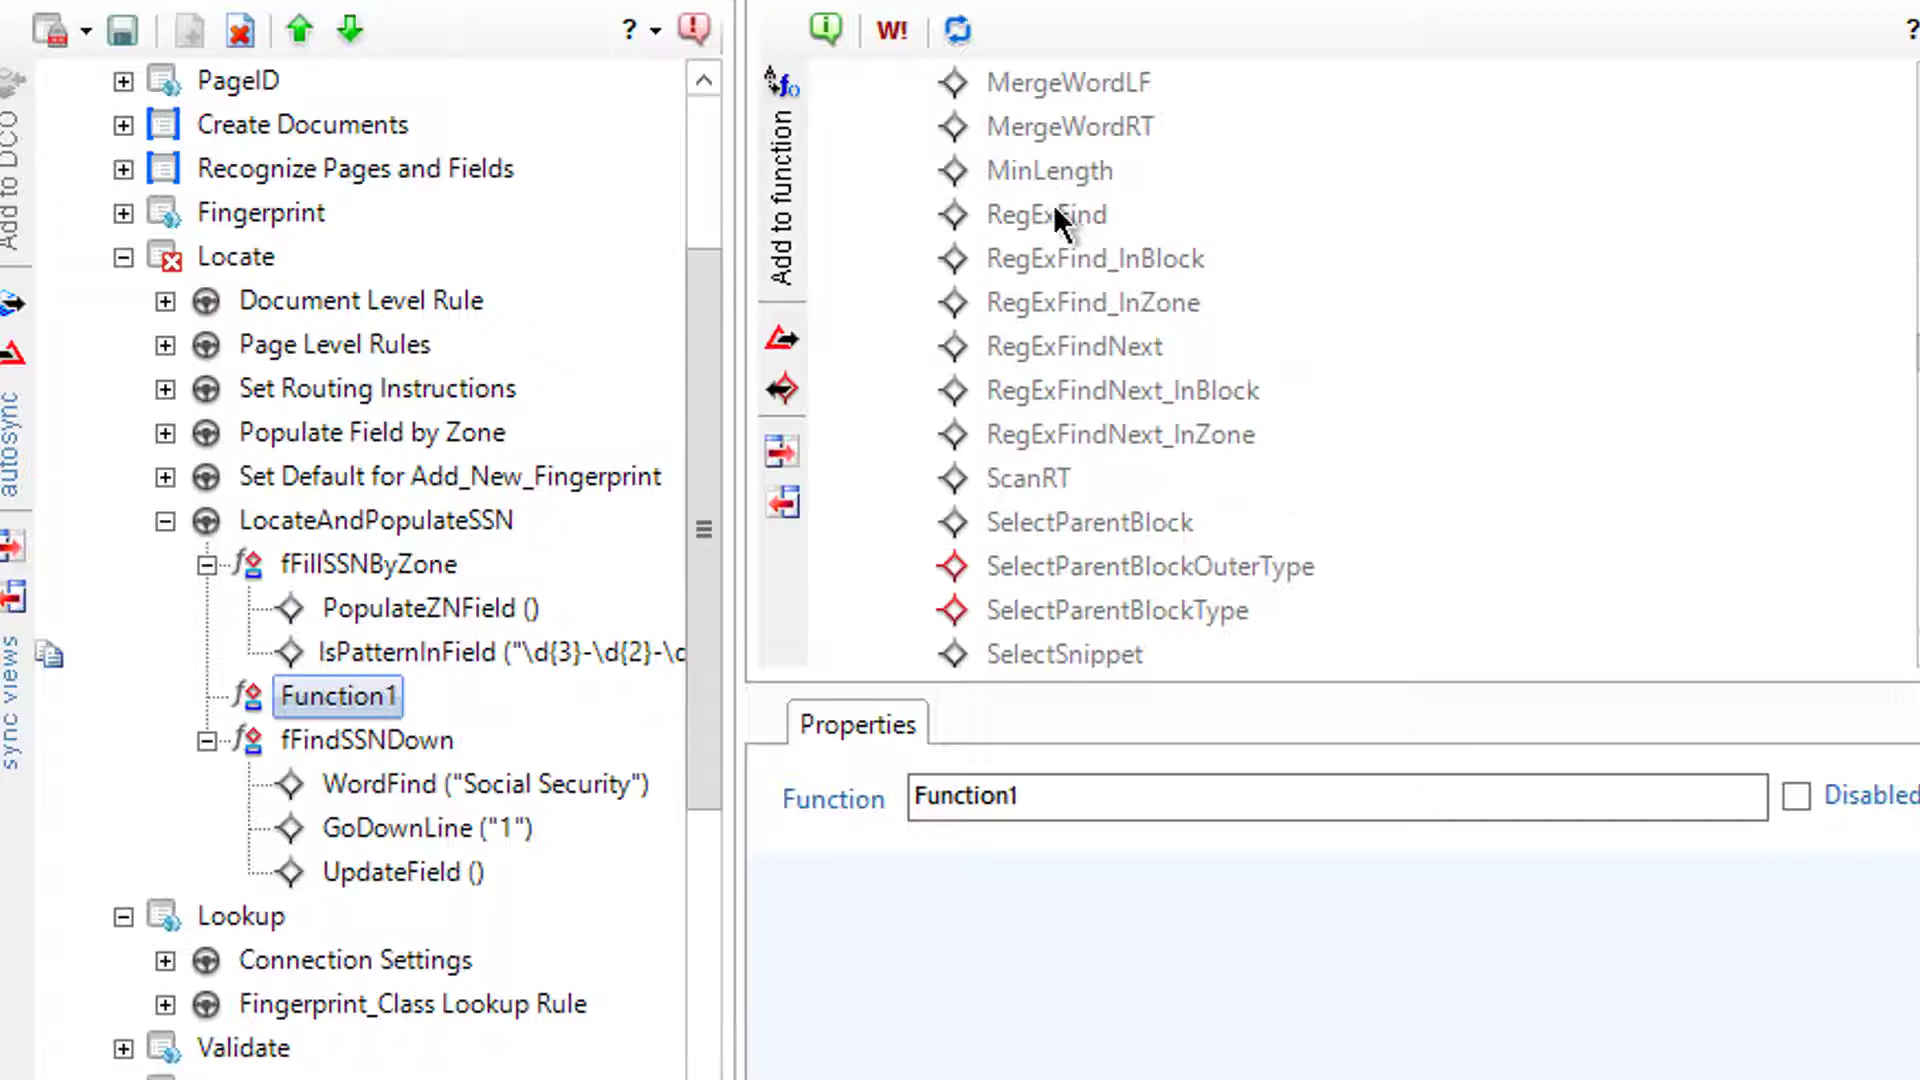 ?
W!
?
PageID
Create Documents
Recognize Pages and Fields
Fingerprint
Locate
Document Level Rule
Page Level Rules
Set Routing Instructions
Populate Field by Zone
Set Default for Add_New_Fingerprint
LocateAndPopulateSSN
fFillSSNByZone
PopulateZNField ()
IsPatternInField ("\d{3}-\d{2}-\d
Function1
fFindSSNDown
WordFind ("Social Security")
GoDownLine ("1")
UpdateField ()
Lookup
Connection Settings
Fingerprint_Class Lookup Rule
Validate
Add to DCO
autosync
sync views
Add to function
MergeWordLF
MergeWordRT
MinLength
RegExFind
RegExFind_InBlock
RegExFind_InZone
RegExFindNext
RegExFindNext_InBlock
RegExFindNext_InZone
ScanRT
SelectParentBlock
SelectParentBlockOuterType
SelectParentBlockType
SelectSnippet
Properties
Function Function1 Disabled